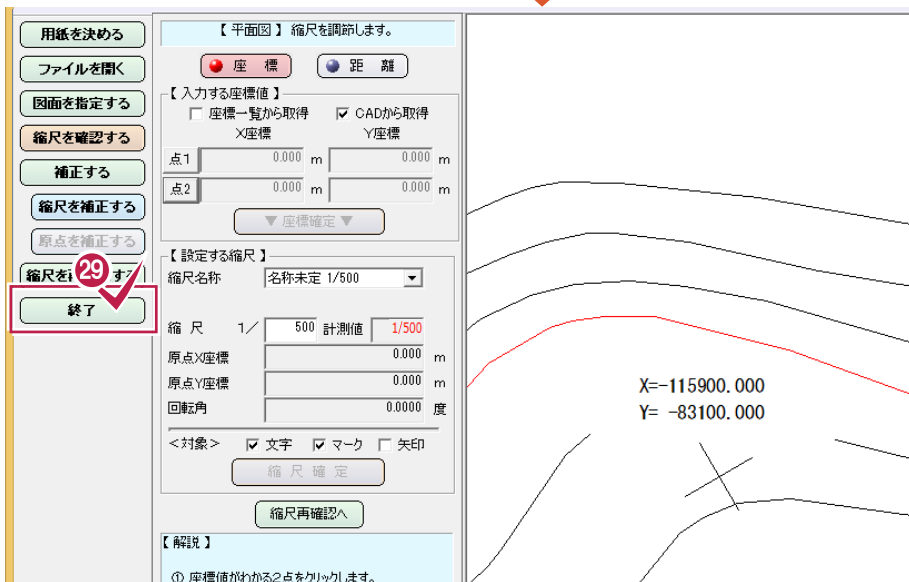 用紙を決める
ファイルを開く
図面を指定する
縮尺を確認する
補正する
縮尺を補正する
原点を補正する
縮尺を
する
29
終了
【 平面図 】 縮尺を調節します。
座 標
距 離
【 入力する座標値 】
座標一覧から取得
CADから取得
X座標
Y座標
点1 0.000 m 0.000 m
点2 0.000 m 0.000 m
▼ 座標確定 ▼
【 設定する縮尺 】
縮尺名称 名称未定 1/500
縮 尺 1/ 500 計測値 1/500
原点X座標 0.000 m
原点Y座標 0.000 m
回転角 0.0000 度
<対象> 文字 マーク 矢印
縮 尺 確 定
縮尺再確認へ
【 解説 】
① 座標値がわかる2点をクリックします。
X=-115900.000
Y= -83100.000